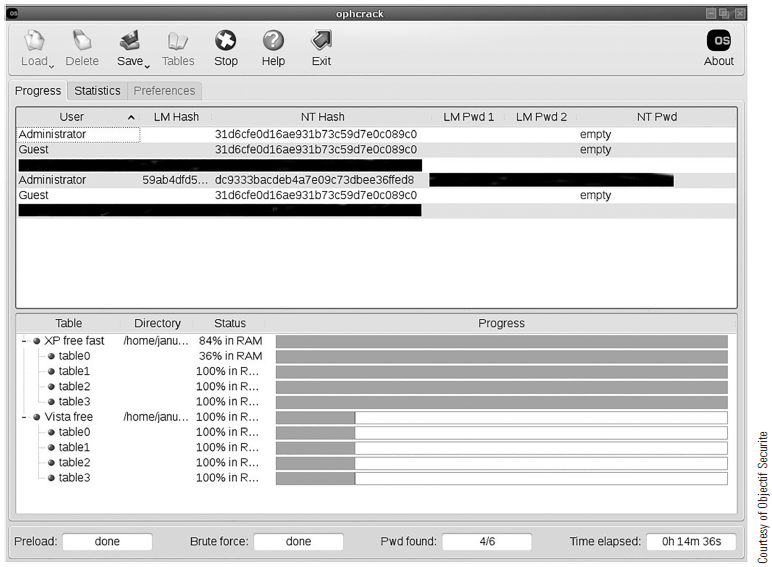 os
ophcrack
Load Delete Save Tables Stop Help Exit OS About
Progress Statistics Preferences
User LM Hash NT Hash LM Pwd 1 LM Pwd 2 NT Pwd
Administrator 31d6cfe0d16ae931b73c59d7e0c089c0 empty
Guest 31d6cfe0d16ae931b73c59d7e0c089c0 empty
Administrator 59ab4dfd5... dc9333bacdeb4a7e09c73dbee36ffed8
Guest 31d6cfe0d16ae931b73c59d7e0c089c0 empty
Table Directory Status Progress
XP free fast /home/janu... 84% in RAM
table0 36% in RAM
table1 100% in R...
table2 100% in R...
table3 100% in R...
Vista free /home/janu... 100% in R...
table0 100% in R...
table1 100% in R...
table2 100% in R...
table3 100% in R...
Preload: done Brute force: done Pwd found: 4/6 Time elapsed: 0h 14m 36s
Courtesy of Objectif Securite